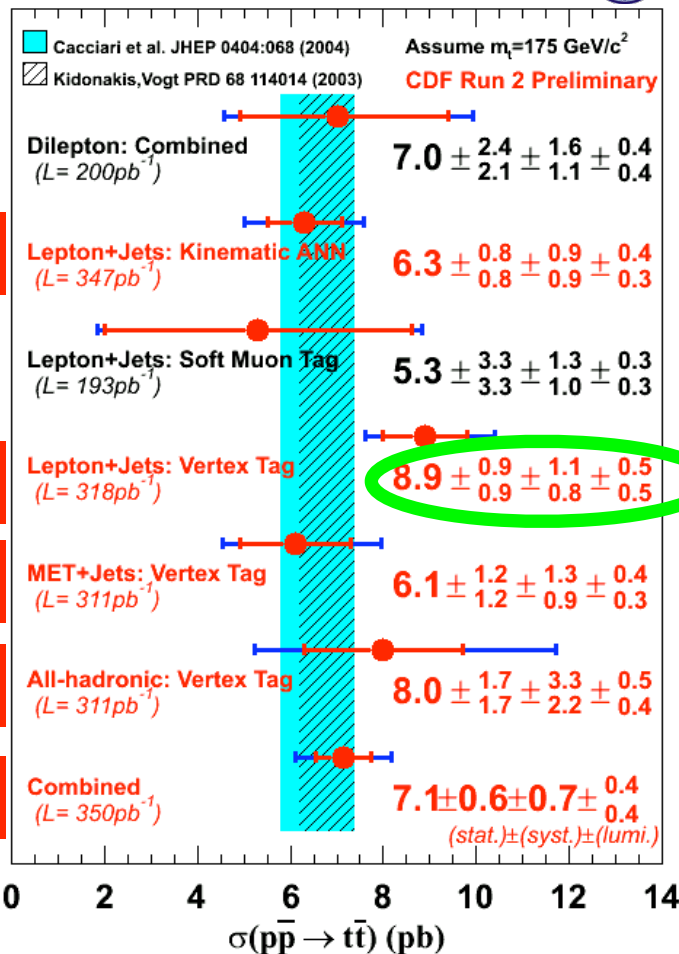 Cacciari et al. JHEP 0404:068 (2004)
Assume mₜ=175 GeV/c²
Kidonakis,Vogt PRD 68 114014 (2003)
CDF Run 2 Preliminary
Dilepton: Combined
(L= 200pb⁻¹)
7.0 ± 2.4 ± 1.6 ± 0.4
2.1 1.1 0.4
Lepton+Jets: Kinematic ANN
(L= 347pb⁻¹)
6.3 ± 0.8 ± 0.9 ± 0.4
0.8 0.9 0.3
Lepton+Jets: Soft Muon Tag
(L= 193pb⁻¹)
5.3 ± 3.3 ± 1.3 ± 0.3
3.3 1.0 0.3
Lepton+Jets: Vertex Tag
(L= 318pb⁻¹)
8.9 ± 0.9 ± 1.1 ± 0.5
0.9 0.8 0.5
MET+Jets: Vertex Tag
(L= 311pb⁻¹)
6.1 ± 1.2 ± 1.3 ± 0.4
1.2 0.9 0.3
All-hadronic: Vertex Tag
(L= 311pb⁻¹)
8.0 ± 1.7 ± 3.3 ± 0.5
1.7 2.2 0.4
Combined
(L= 350pb⁻¹)
7.1±0.6±0.7± 0.4
0.4
(stat.)±(syst.)±(lumi.)
0 2 4 6 8 10 12 14
σ(pp̅ → tt̅) (pb)